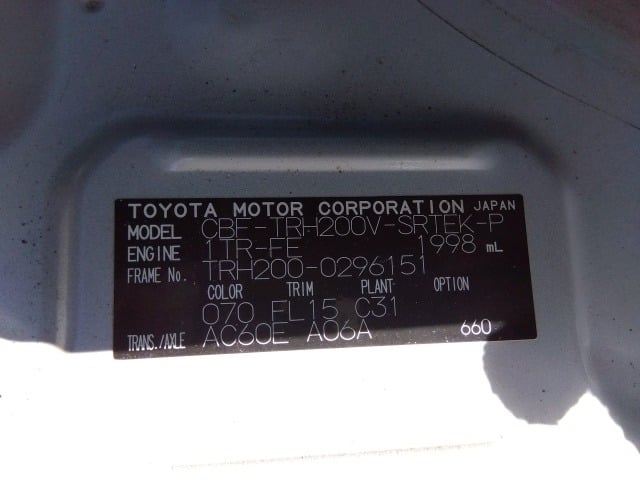 TOYOTA MOTOR CORPORATION JAPAN
MODEL CBF-TRH200V-SRTEK-P
ENGINE 1TR-FE 1998 mL
FRAME No. TRH200-0296151
COLOR TRIM PLANT OPTION
070 FL15 C31
TRANS./AXLE AC60E A06A 660